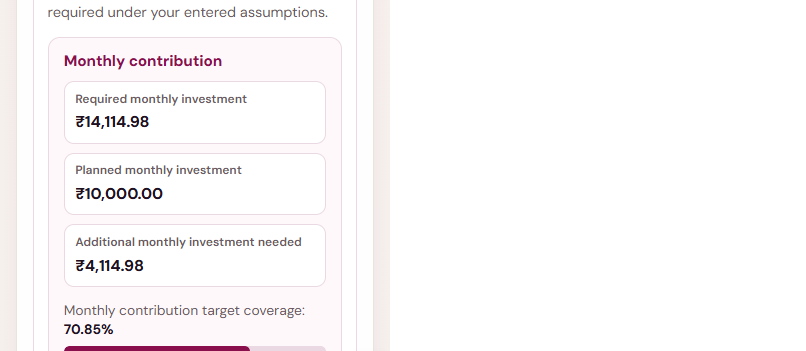 required under your entered assumptions.
Monthly contribution
Required monthly investment
₹14,114.98
Planned monthly investment
₹10,000.00
Additional monthly investment needed
₹4,114.98
Monthly contribution target coverage:
70.85%